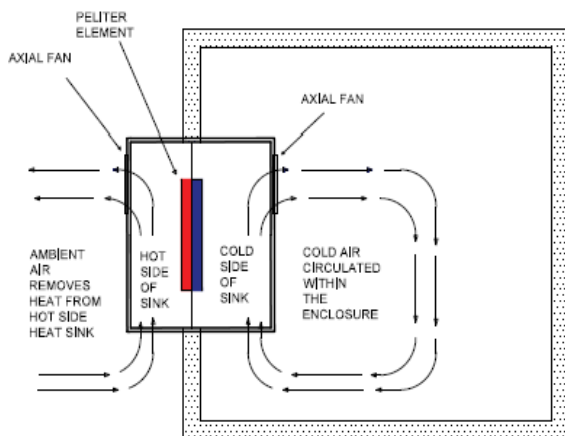 PELITER
ELEMENT
AXIAL FAN
AXIAL FAN
AMBIENT
AIR
REMOVES
HEAT FROM
HOT SIDE
HEAT SINK
HOT
SIDE
OF
SINK
COLD
SIDE
OF
SINK
COLD AIR
CIRCULATED
WITHIN
THE
ENCLOSURE